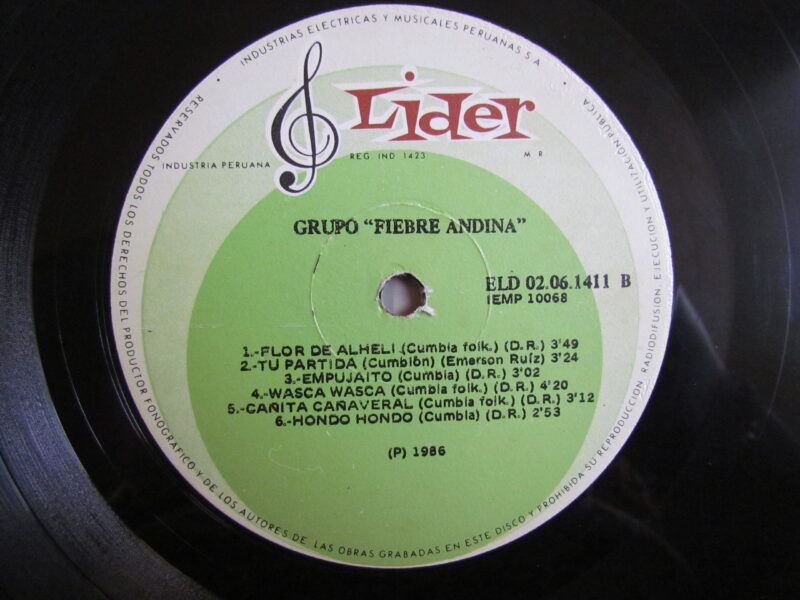 INDUSTRIAS ELECTRICAS Y MUSICALES PERUANAS S A
Lider
INDUSTRIA PERUANA
REG. IND 1423
M R
GRUPO "FIEBRE ANDINA"
ELD 02.06.1411 B
IEMP 10068
1.-FLOR DE ALHELI (Cumbia folk.) (D.R.) 3'49
2.-TU PARTIDA (Cumbión) (Emerson Ruíz) 3'24
3.-EMPUJAITO (Cumbia) (D.R.) 3'02
4.-WASCA WASCA (Cumbia folk.) (D.R.) 4'20
5.-CAÑITA CAÑAVERAL (Cumbia folk.) (D.R.) 3'12
6.-HONDO HONDO (Cumbia) (D.R.) 2'53
(P) 1986
RESERVADOS TODOS LOS DERECHOS DEL PRODUCTOR FONOGRAFICO Y DE LOS AUTORES DE LAS OBRAS GRABADAS EN ESTE DISCO Y PROHIBIDA SU REPRODUCCION, RADIODIFUSION, EJECUCION Y UTILIZACION PUBLICA